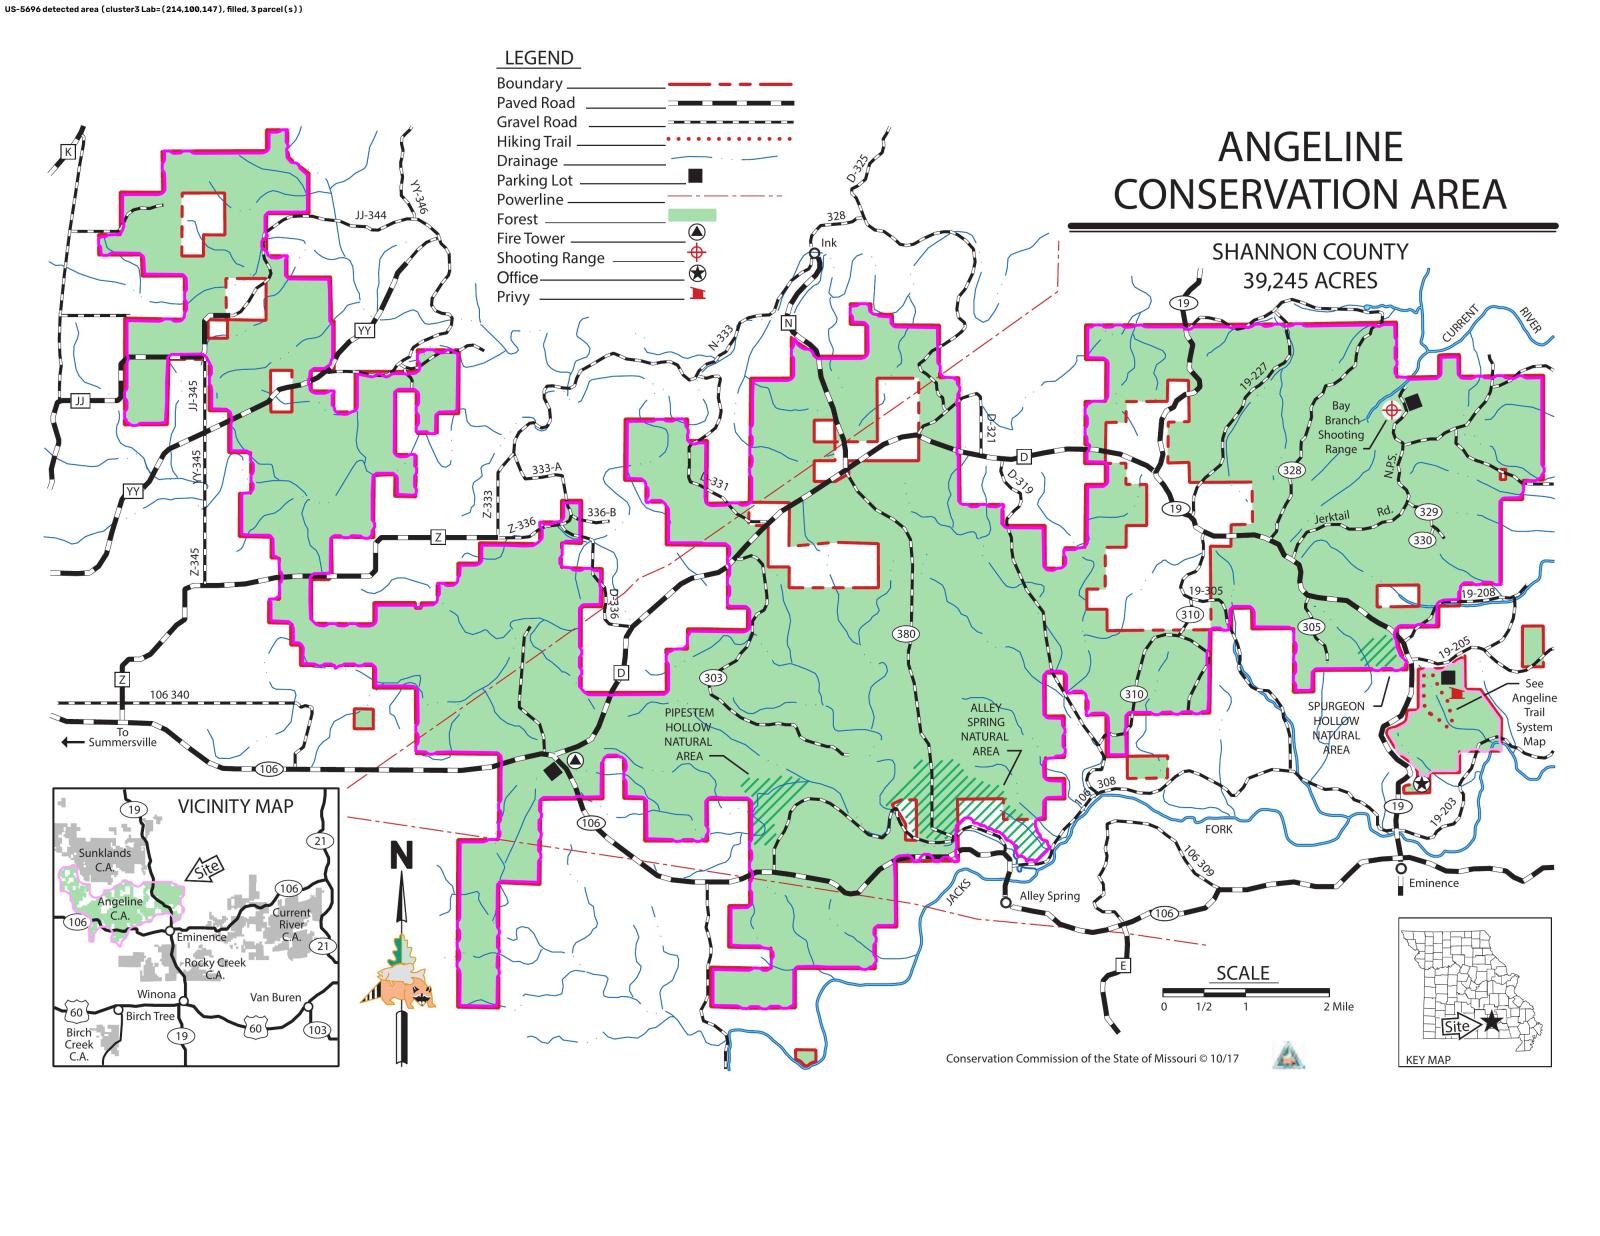 US-5696 detected area (cluster3 Lab=(214,100,147), filled, 3 parcel(s))
LEGEND
Boundary
Paved Road
Gravel Road
Hiking Trail
Drainage
Parking Lot
Powerline
Forest
Fire Tower
Shooting Range
Office
Privy
ANGELINE
CONSERVATION AREA
SHANNON COUNTY
39,245 ACRES
K
YY-346
JJ-344
D-325
328
Ink
19
CURRENT
RIVER
N
N-333
YY
19-227
JJ
JJ-345
Bay
Branch
Shooting
Range
D-321
D
YY-345
333-A
D-331
D-319
328
N.P.S.
YY
Z-333
336-B
Z-336
19
Jerktail
Rd.
329
330
Z
Z-345
D-336
19-305
310
19-208
305
380
19-205
Z
D
303
310
See
Angeline
Trail
System
Map
106 340
PIPESTEM
HOLLOW
NATURAL
AREA
ALLEY
SPRING
NATURAL
AREA
SPURGEON
HOLLOW
NATURAL
AREA
To
Summersville
106
308
106
19
19-203
106
FORK
VICINITY MAP
19
21
Sunklands
C.A.
Site
106
Angeline
C.A.
Current
River
C.A.
106
Eminence
21
Rocky Creek
C.A.
Winona
Van Buren
60
Birch Tree
60
103
Birch
Creek
C.A.
19
N
106 309
Eminence
JACKS
Alley Spring
106
E
SCALE
0 1/2 1 2 Mile
Site
KEY MAP
Conservation Commission of the State of Missouri © 10/17